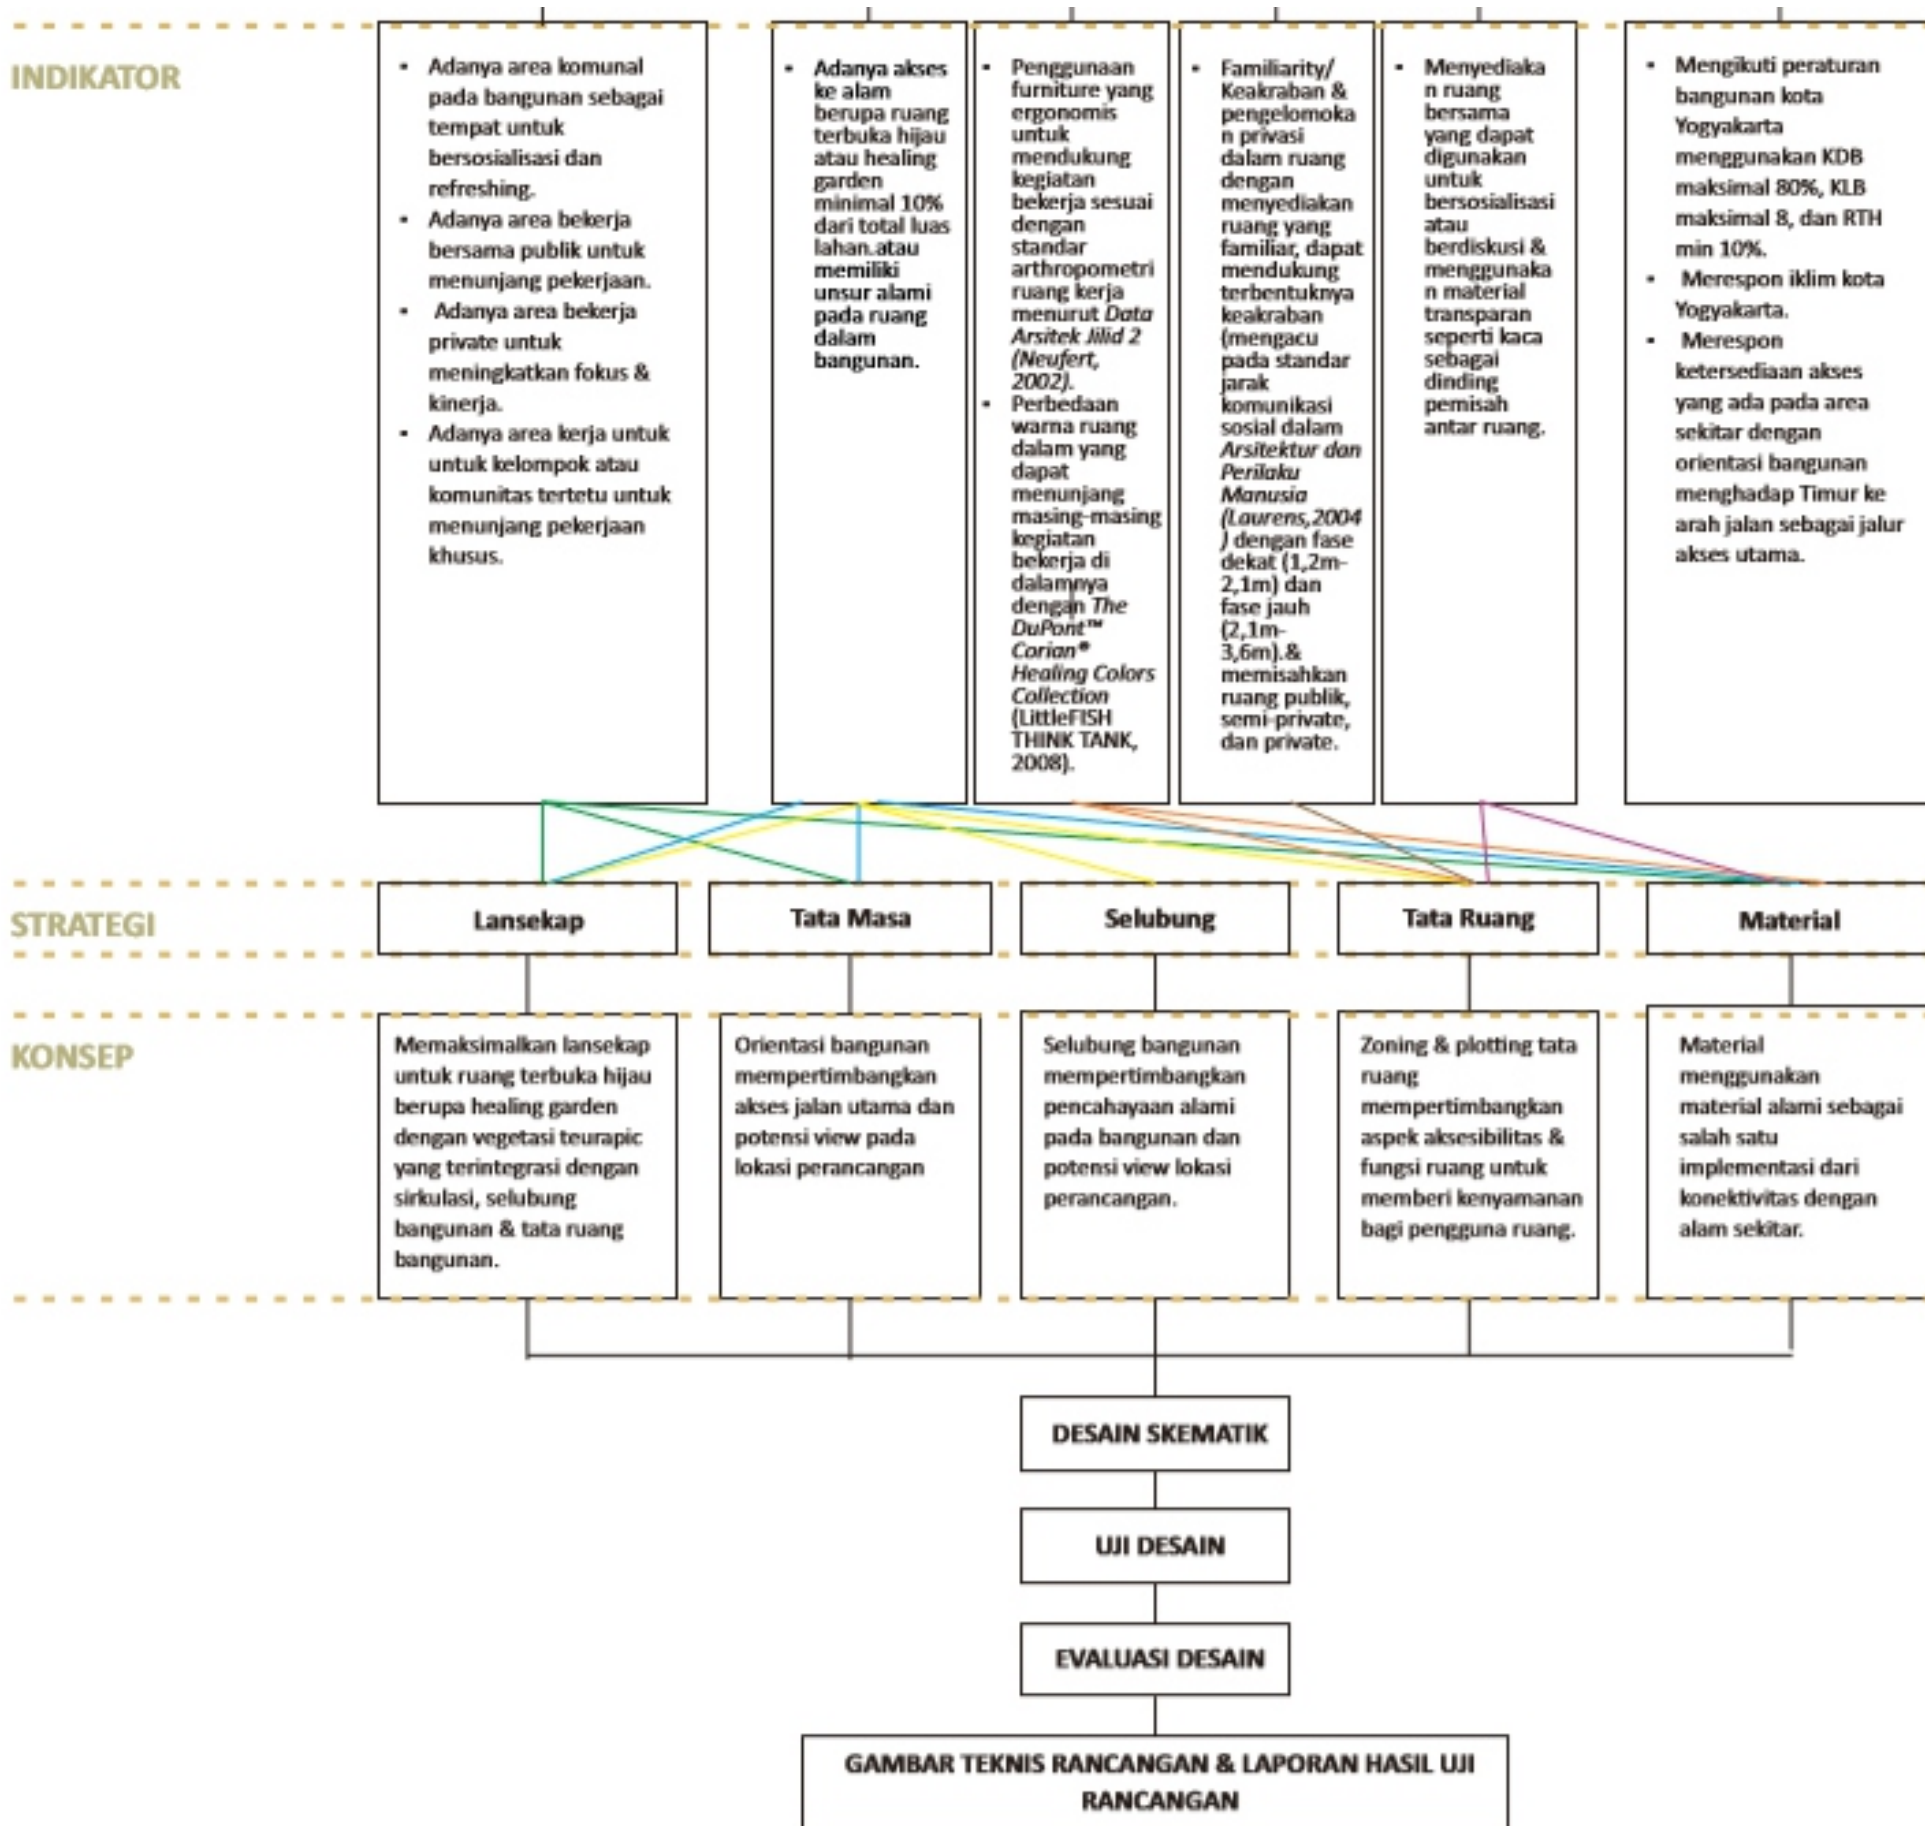 INDIKATOR
▪ Adanya area komunal
pada bangunan sebagai
tempat untuk
bersosialisasi dan
refreshing.
▪ Adanya area bekerja
bersama publik untuk
menunjang pekerjaan.
▪ Adanya area bekerja
private untuk
meningkatkan fokus &
kinerja.
▪ Adanya area kerja untuk
untuk kelompok atau
komunitas tertetu untuk
menunjang pekerjaan
khusus.
▪ Adanya akses
ke alam
berupa ruang
terbuka hijau
atau healing
garden
minimal 10%
dari total luas
lahan.atau
memiliki
unsur alami
pada ruang
dalam
bangunan.
▪ Penggunaan
furniture yang
ergonomis
untuk
mendukung
kegiatan
bekerja sesuai
dengan
standar
arthropometri
ruang kerja
menurut Data
Arsitek Jilid 2
(Neufert,
2002).
▪ Perbedaan
warna ruang
dalam yang
dapat
menunjang
masing-masing
kegiatan
bekerja di
dalamnya
dengan The
DuPont™
Corian®
Healing Colors
Collection
(LittleFISH
THINK TANK,
2008).
▪ Familiarity/
Keakraban &
pengelomoka
n privasi
dalam ruang
dengan
menyediakan
ruang yang
familiar, dapat
mendukung
terbentuknya
keakraban
(mengacu
pada standar
jarak
komunikasi
sosial dalam
Arsitektur dan
Perilaku
Manusia
(Laurens,2004
) dengan fase
dekat (1,2m-
2,1m) dan
fase jauh
(2,1m-
3,6m).&
memisahkan
ruang publik,
semi-private,
dan private.
▪ Menyediaka
n ruang
bersama
yang dapat
digunakan
untuk
bersosialisasi
atau
berdiskusi &
menggunaka
n material
transparan
seperti kaca
sebagai
dinding
pemisah
antar ruang.
▪ Mengikuti peraturan
bangunan kota
Yogyakarta
menggunakan KDB
maksimal 80%, KLB
maksimal 8, dan RTH
min 10%.
▪ Merespon iklim kota
Yogyakarta.
▪ Merespon
ketersediaan akses
yang ada pada area
sekitar dengan
orientasi bangunan
menghadap Timur ke
arah jalan sebagai jalur
akses utama.
STRATEGI
Lansekap
Tata Masa
Selubung
Tata Ruang
Material
KONSEP
Memaksimalkan lansekap
untuk ruang terbuka hijau
berupa healing garden
dengan vegetasi teurapic
yang terintegrasi dengan
sirkulasi, selubung
bangunan & tata ruang
bangunan.
Orientasi bangunan
mempertimbangkan
akses jalan utama dan
potensi view pada
lokasi perancangan
Selubung bangunan
mempertimbangkan
pencahayaan alami
pada bangunan dan
potensi view lokasi
perancangan.
Zoning & plotting tata
ruang
mempertimbangkan
aspek aksesibilitas &
fungsi ruang untuk
memberi kenyamanan
bagi pengguna ruang.
Material
menggunakan
material alami sebagai
salah satu
implementasi dari
konektivitas dengan
alam sekitar.
DESAIN SKEMATIK
UJI DESAIN
EVALUASI DESAIN
GAMBAR TEKNIS RANCANGAN & LAPORAN HASIL UJI
RANCANGAN